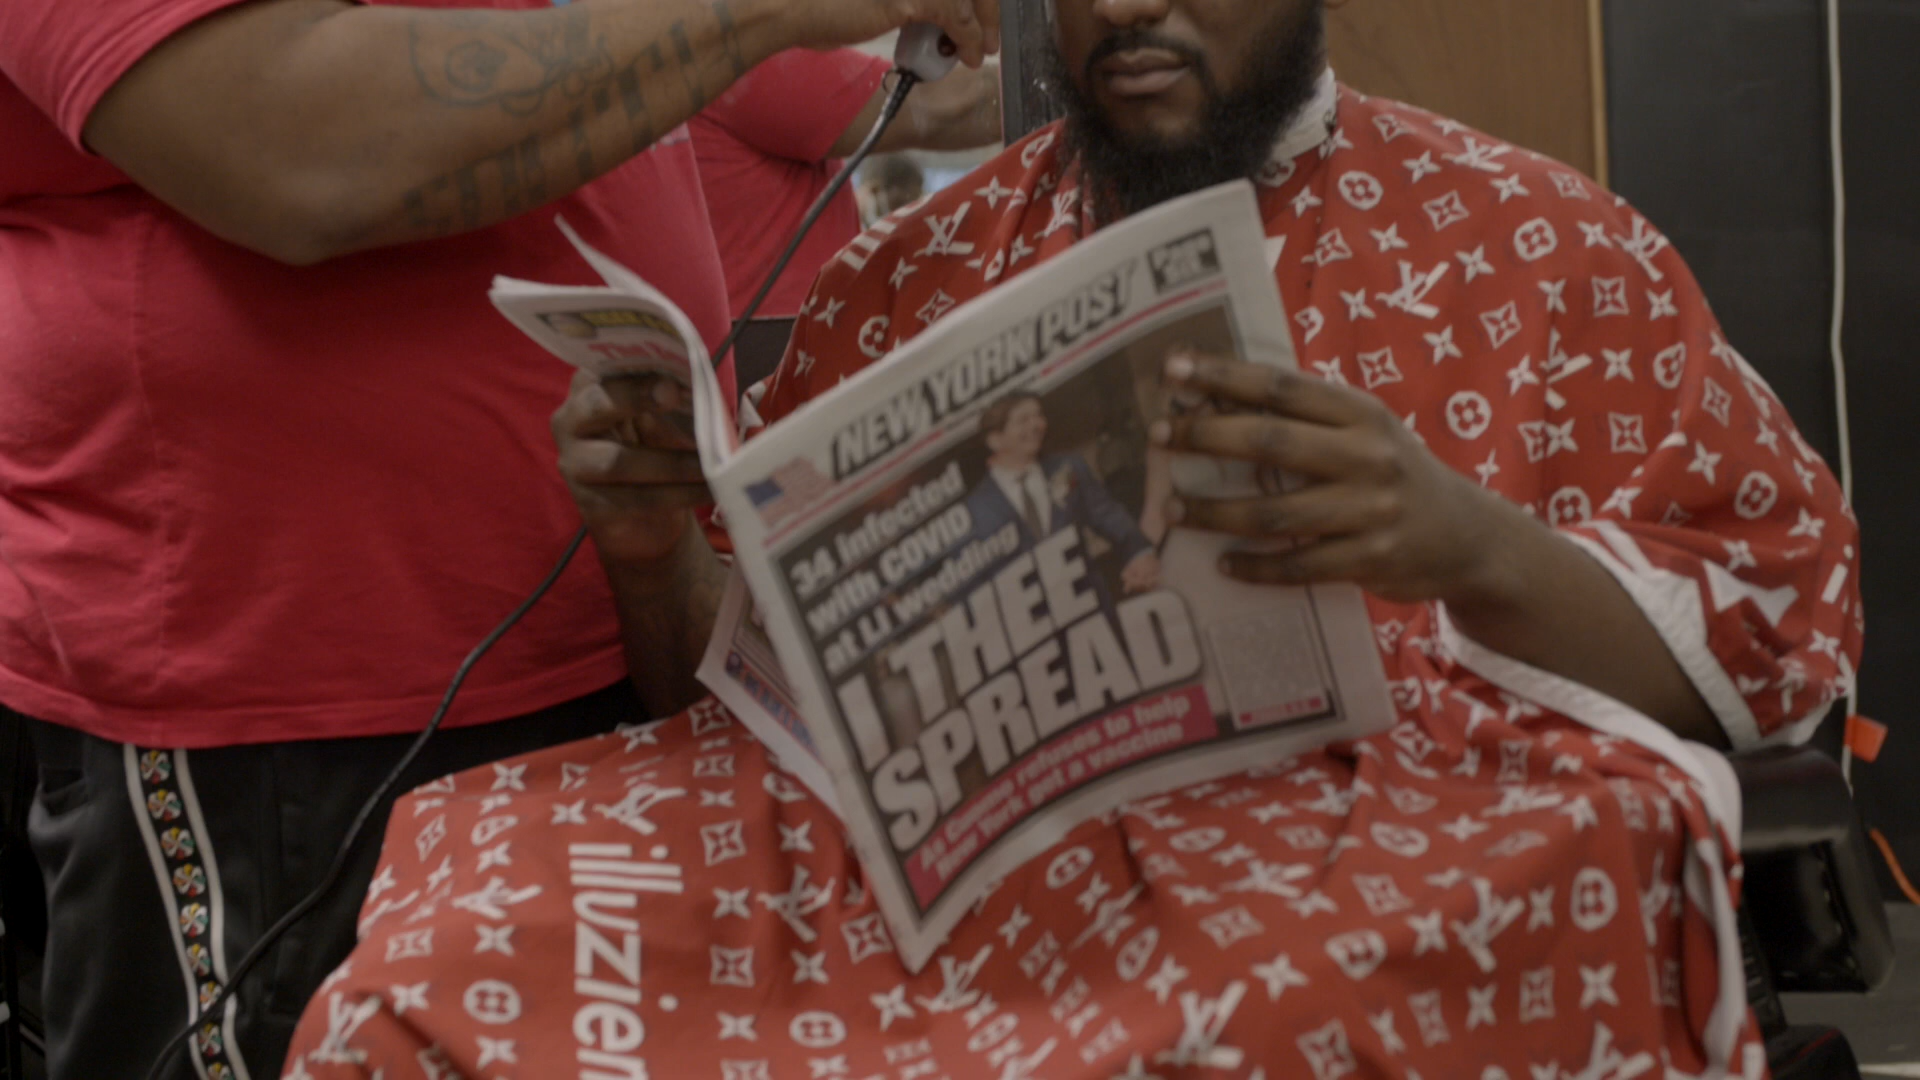 NEW YORK POST
34 infected
with COVID
at LI wedding
I THEE
SPREAD
As Cuomo refuses to help
New York get a vaccine
illuzien